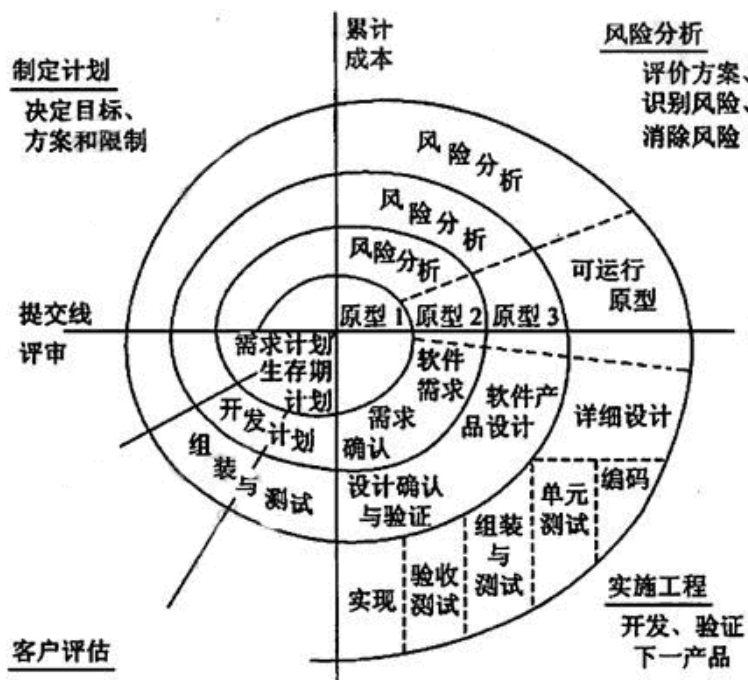 累计
成本
制定计划
决定目标、
方案和限制
风险分析
评价方案、
识别风险、
消除风险
风险分析
风险分析
风险分析
可运行
原型
提交线
评审
原型1
原型2
原型3
需求计划
生存期
计划
开发计划
组装与测试
软件
需求
需求
确认
软件产
品设计
设计确认
与验证
详细设计
编码
单元
测试
组装
与
测试
验收
测试
实现
客户评估
实施工程
开发、验证
下一产品